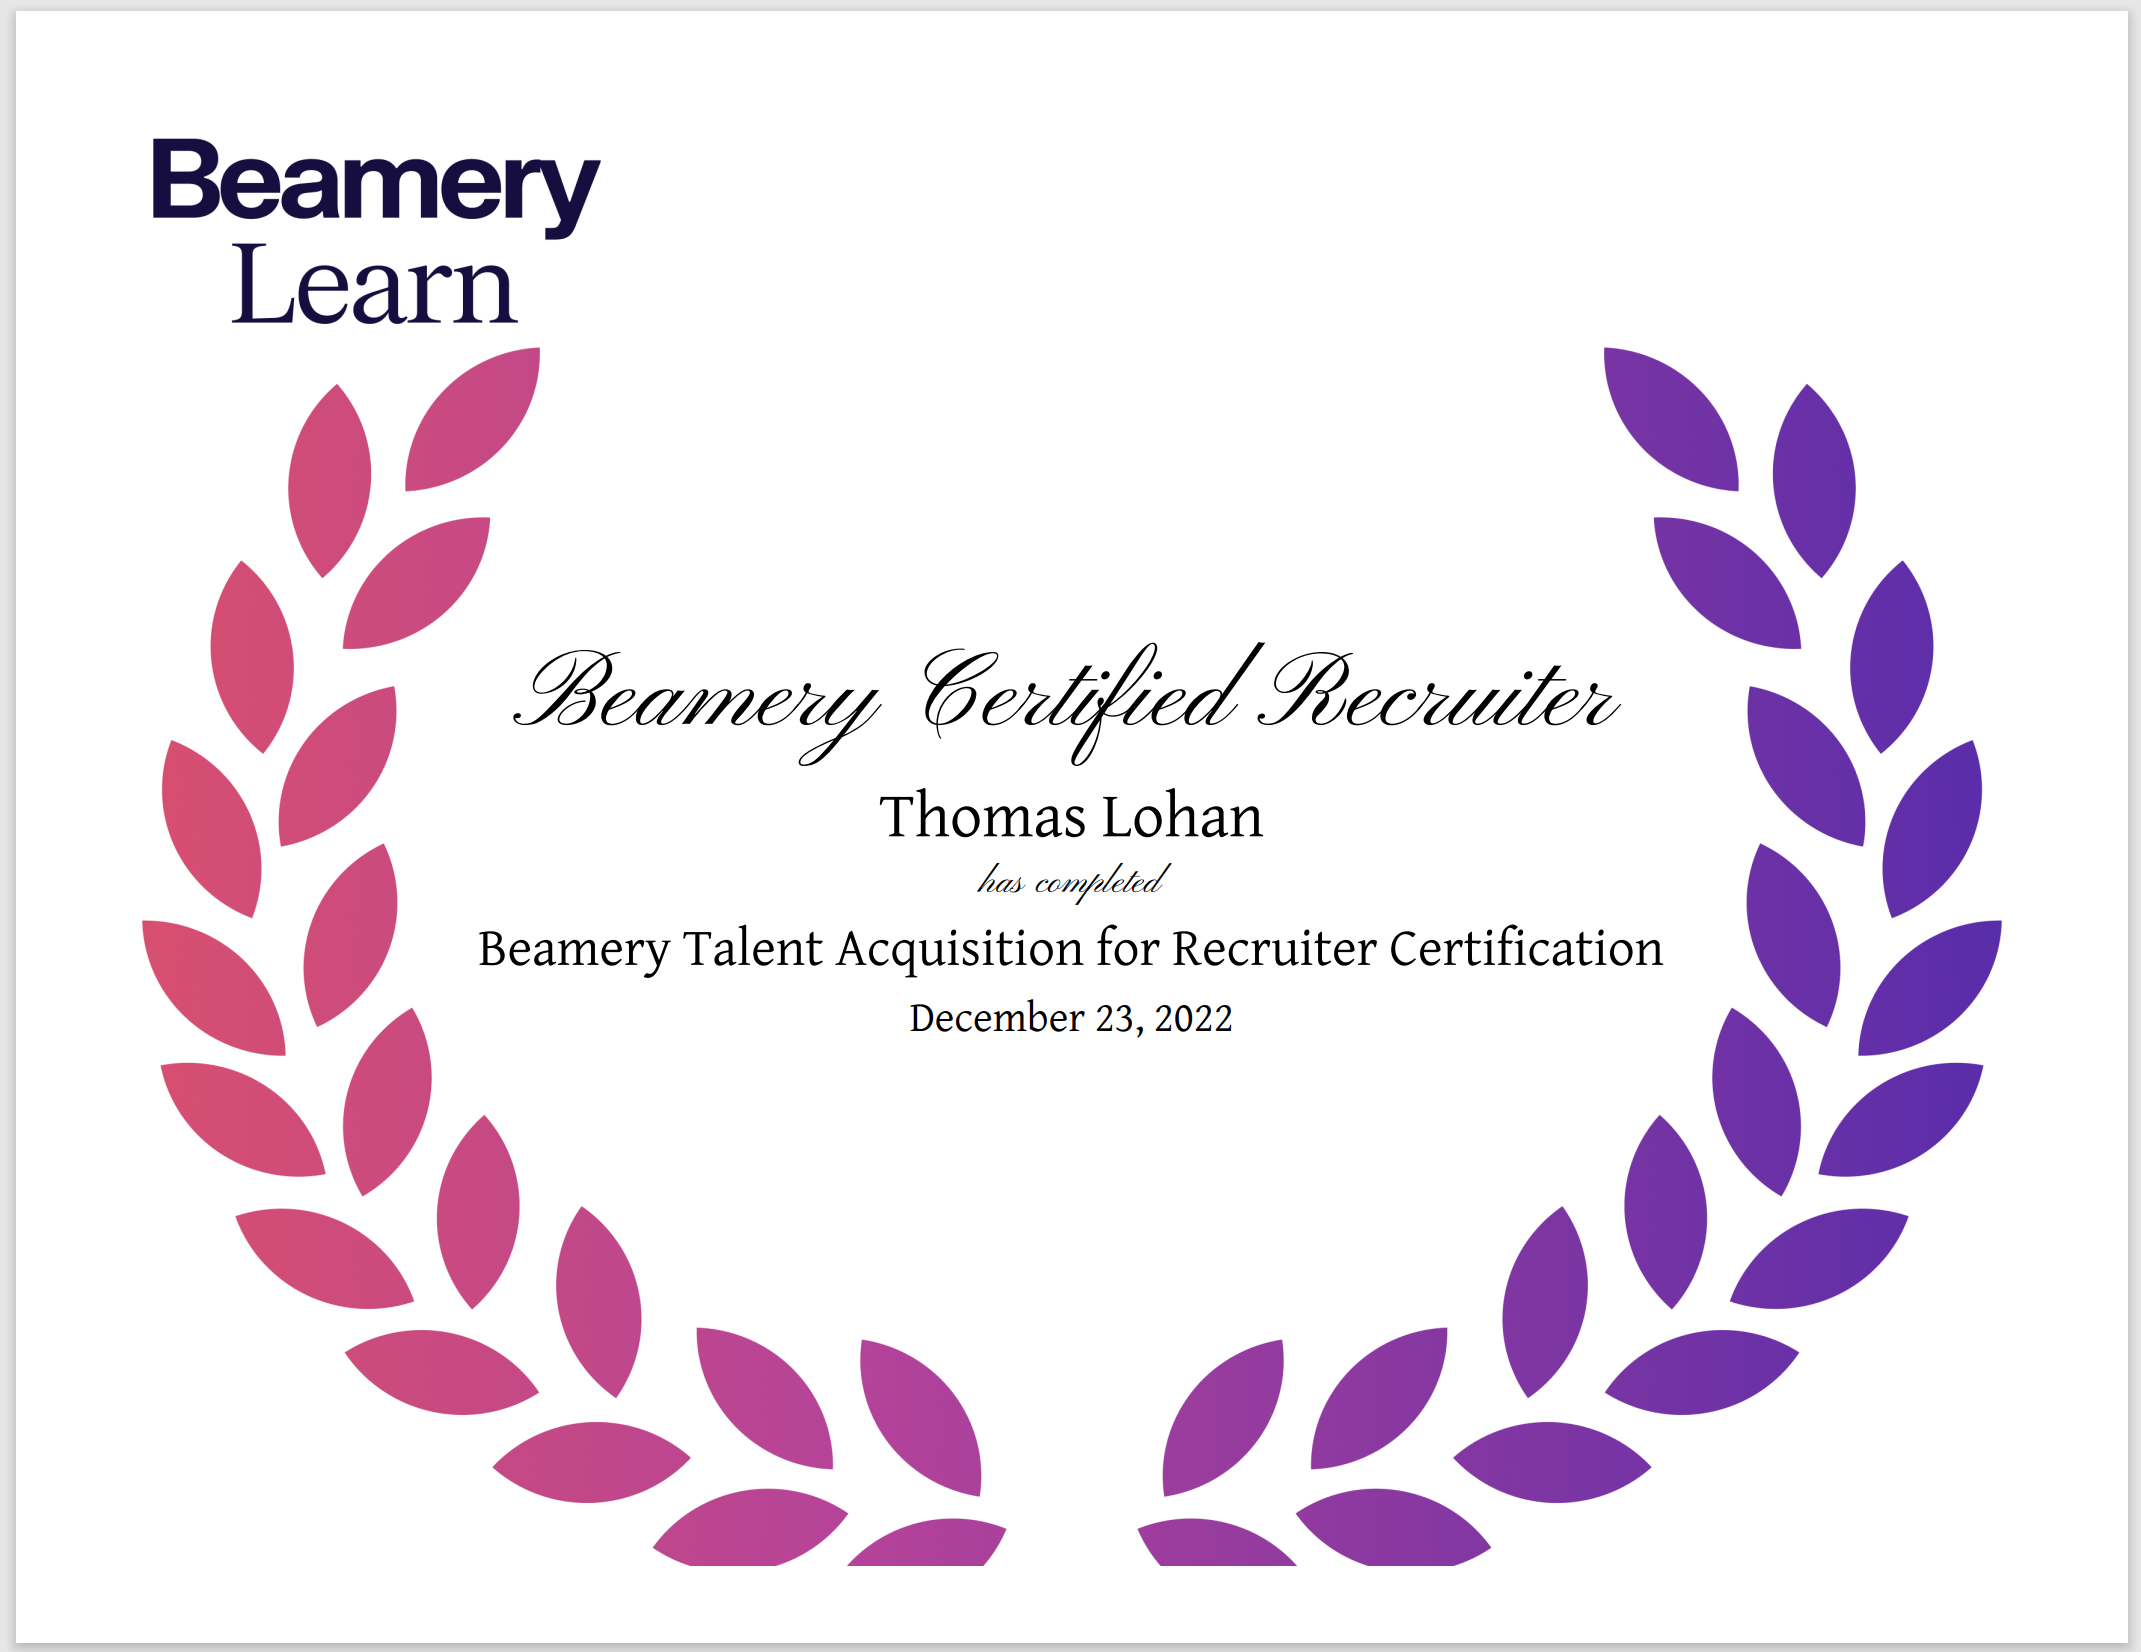 Beamery
Learn
Beamery Certified Recruiter
Thomas Lohan
has completed
Beamery Talent Acquisition for Recruiter Certification
December 23, 2022